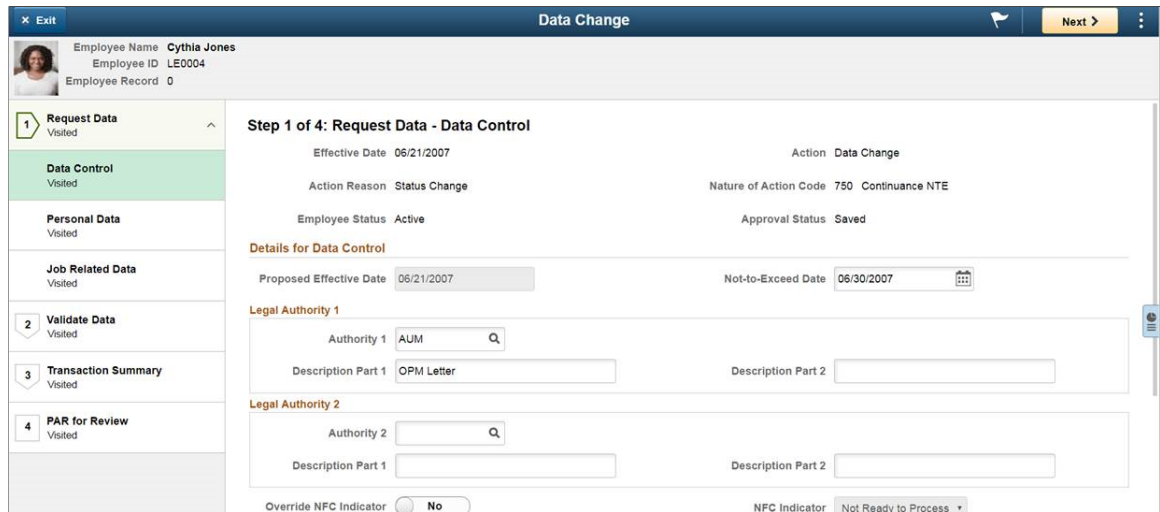 × Exit
Data Change
Next >
Employee Name Cythia Jones
Employee ID LE0004
Employee Record 0
1 Request Data
Visited
Data Control
Visited
Personal Data
Visited
Job Related Data
Visited
2 Validate Data
Visited
3 Transaction Summary
Visited
4 PAR for Review
Visited
Step 1 of 4: Request Data - Data Control
Effective Date 06/21/2007 Action Data Change
Action Reason Status Change Nature of Action Code 750 Continuance NTE
Employee Status Active Approval Status Saved
Details for Data Control
Proposed Effective Date 06/21/2007 Not-to-Exceed Date 06/30/2007
Legal Authority 1
Authority 1 AUM
Description Part 1 OPM Letter Description Part 2
Legal Authority 2
Authority 2
Description Part 1 Description Part 2
Override NFC Indicator No NFC Indicator Not Ready to Process